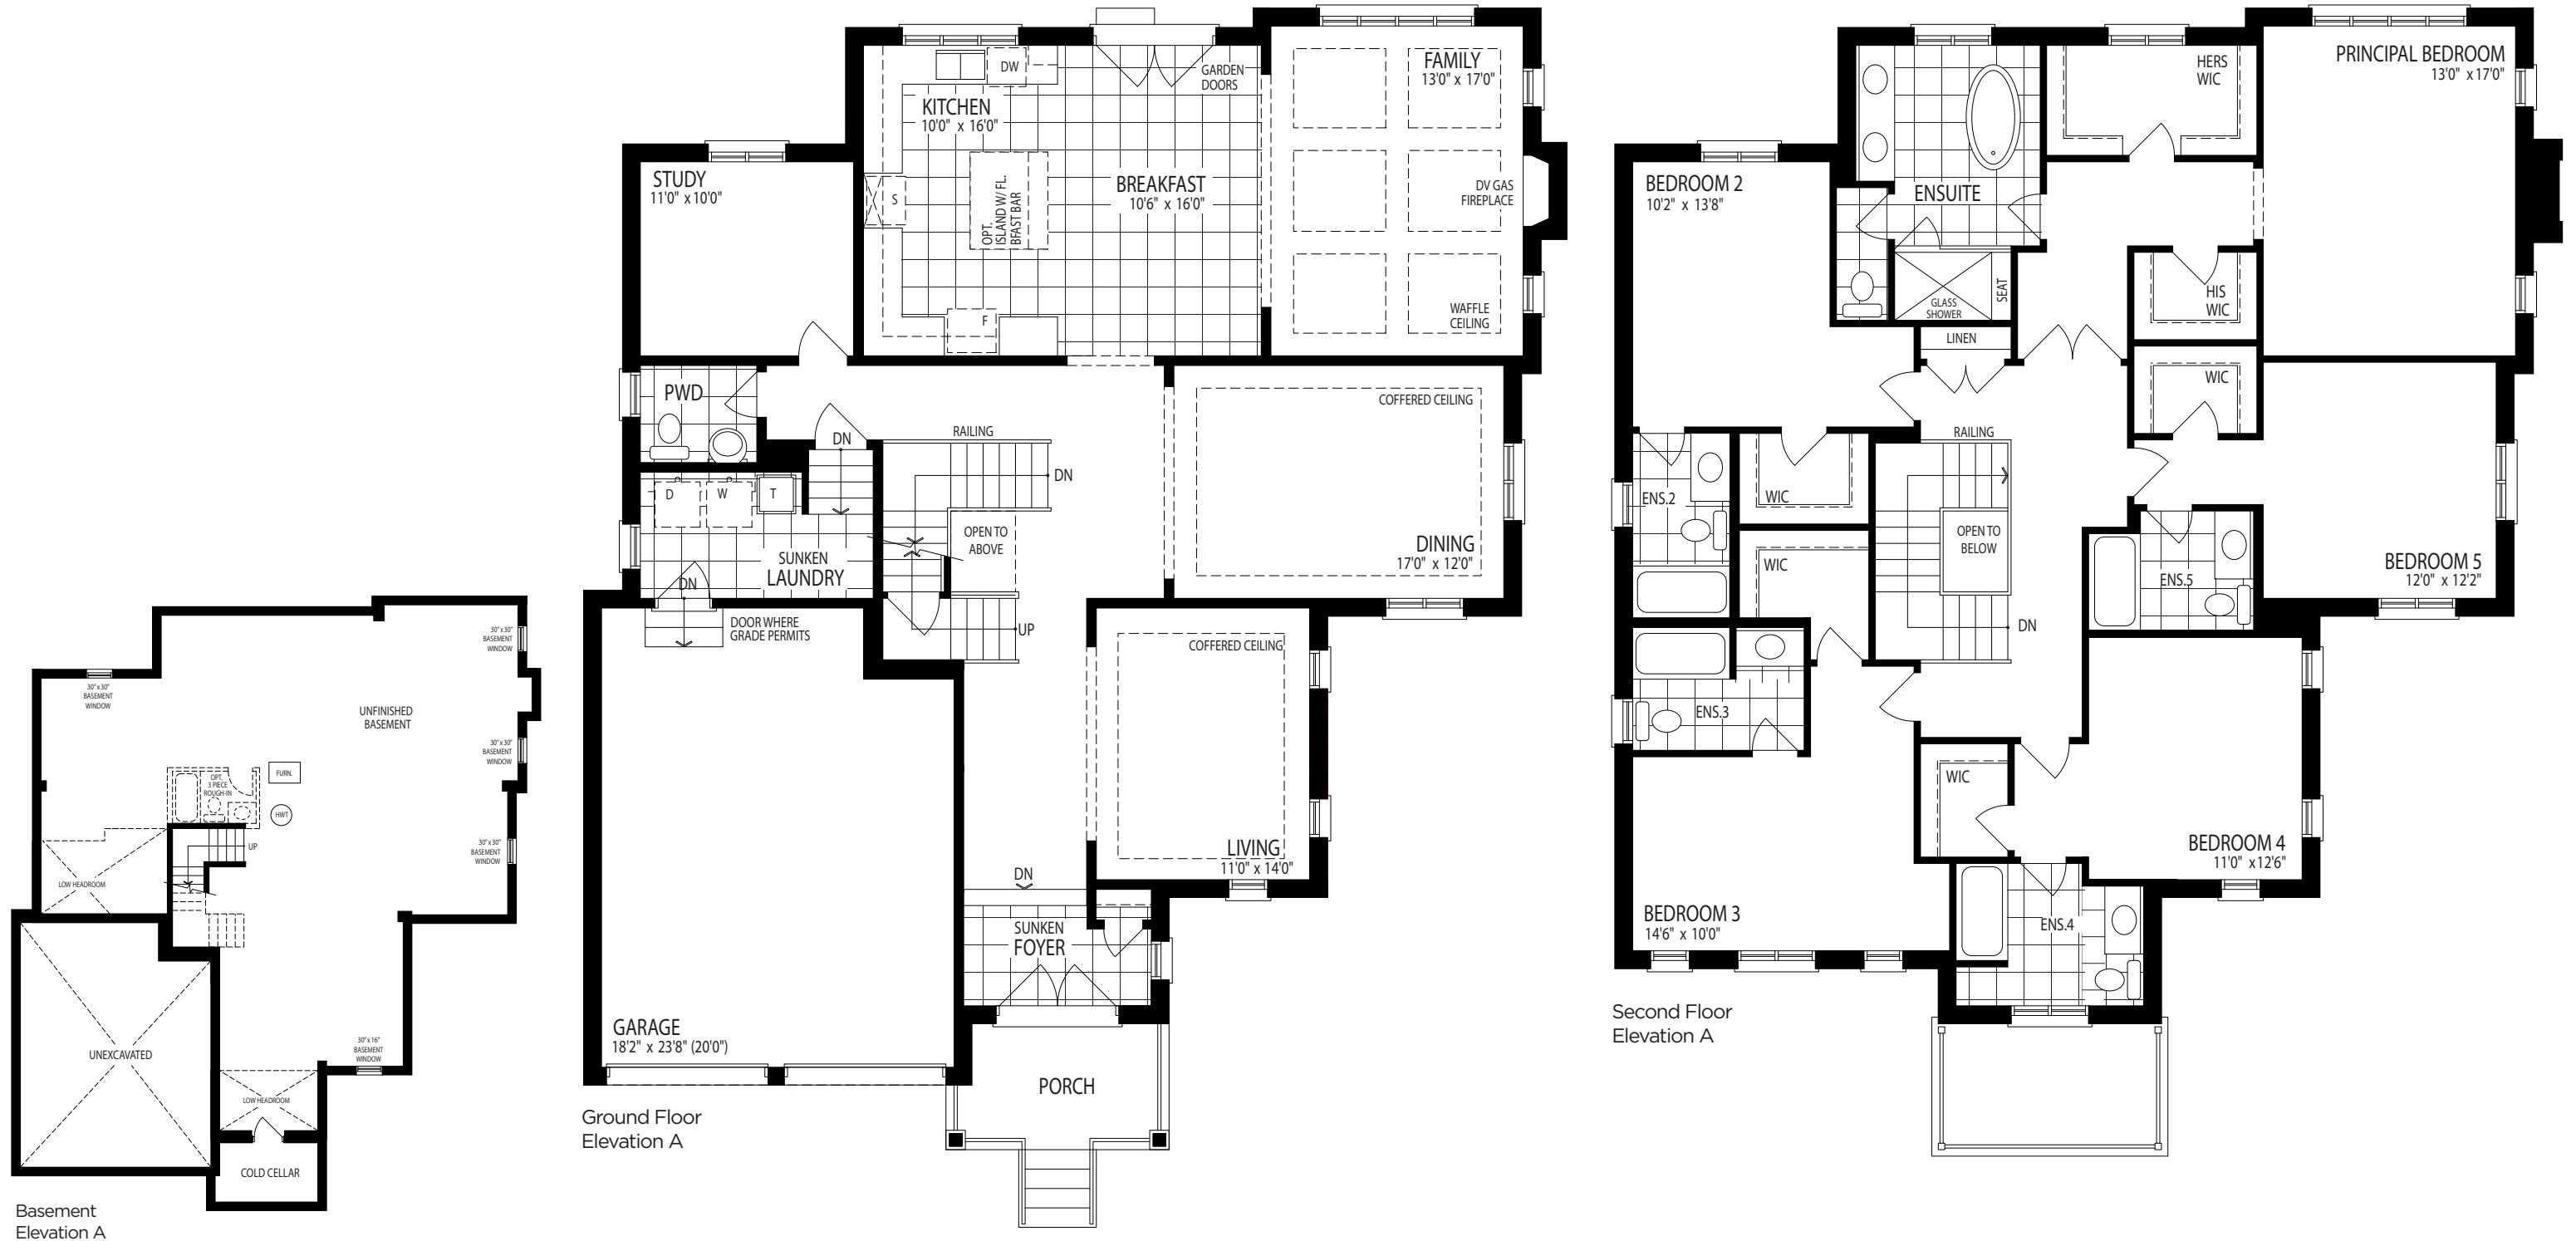 30"x30"
BASEMENT
WINDOW
30"x30"
BASEMENT
WINDOW
UNFINISHED
BASEMENT
30"x30"
BASEMENT
WINDOW
OPT.
3 PIECE
ROUGH-IN
FURN.
HWT
UP
30"x30"
BASEMENT
WINDOW
LOW HEADROOM
UNEXCAVATED
30"x16"
BASEMENT
WINDOW
LOW HEADROOM
COLD CELLAR
Basement
Elevation A
DW
KITCHEN
10'0" x 16'0"
GARDEN
DOORS
FAMILY
13'0" x 17'0"
STUDY
11'0" x 10'0"
S
OPT.
ISLAND W/ FL.
BFAST BAR
BREAKFAST
10'6" x 16'0"
DV GAS
FIREPLACE
F
WAFFLE
CEILING
PWD
DN
RAILING
COFFERED CEILING
D
W
T
DN
OPEN TO
ABOVE
DINING
17'0" x 12'0"
SUNKEN
LAUNDRY
DN
DOOR WHERE
GRADE PERMITS
UP
COFFERED CEILING
LIVING
11'0" x 14'0"
DN
SUNKEN
FOYER
GARAGE
18'2" x 23'8" (20'0")
PORCH
Ground Floor
Elevation A
HERS
WIC
PRINCIPAL BEDROOM
13'0" x 17'0"
BEDROOM 2
10'2" x 13'8"
ENSUITE
GLASS
SHOWER
SEAT
HIS
WIC
LINEN
WIC
RAILING
ENS.2
WIC
OPEN TO
BELOW
WIC
BEDROOM 5
12'0" x 12'2"
ENS.5
DN
ENS.3
WIC
BEDROOM 4
11'0" x 12'6"
BEDROOM 3
14'6" x 10'0"
ENS.4
Second Floor
Elevation A